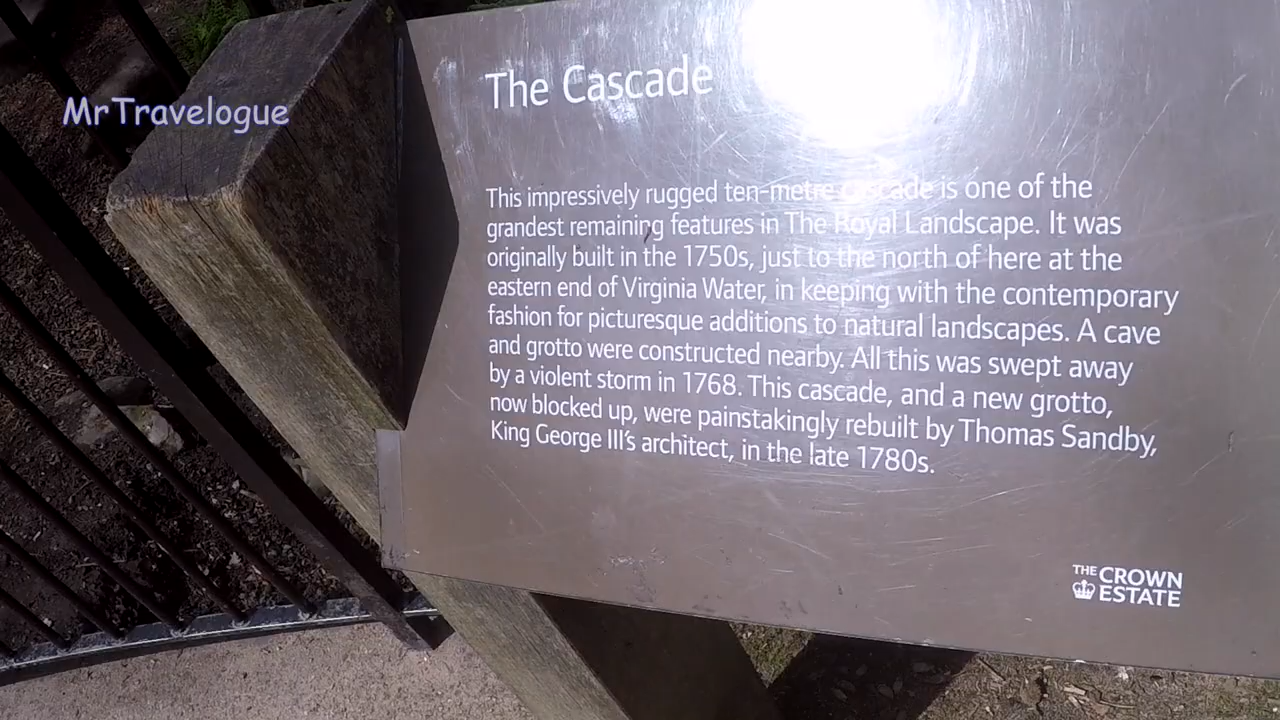 MrTravelogue
The Cascade
This impressively rugged ten-metre cascade is one of the
grandest remaining features in The Royal Landscape. It was
originally built in the 1750s, just to the north of here at the
eastern end of Virginia Water, in keeping with the contemporary
fashion for picturesque additions to natural landscapes. A cave
and grotto were constructed nearby. All this was swept away
by a violent storm in 1768. This cascade, and a new grotto,
now blocked up, were painstakingly rebuilt by Thomas Sandby,
King George III's architect, in the late 1780s.
THE CROWN
ESTATE